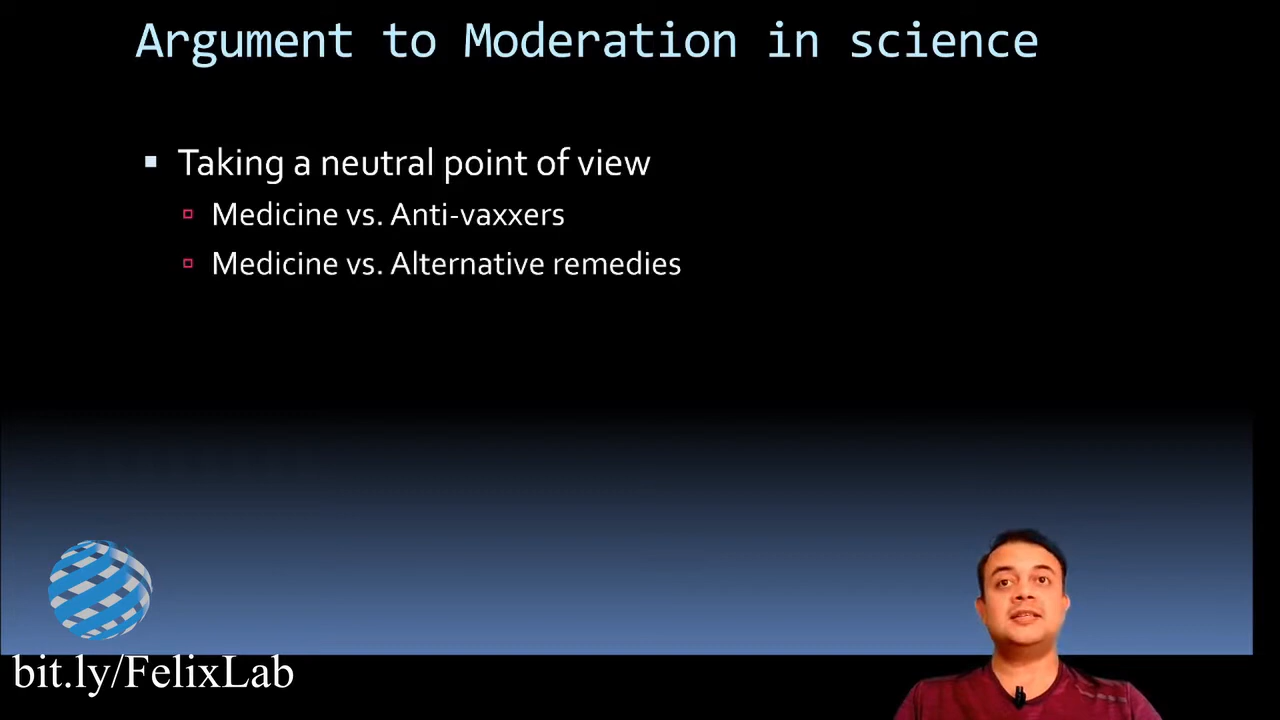 Argument to Moderation in science
Taking a neutral point of view
Medicine vs. Anti-vaxxers
Medicine vs. Alternative remedies
bit.ly/FelixLab